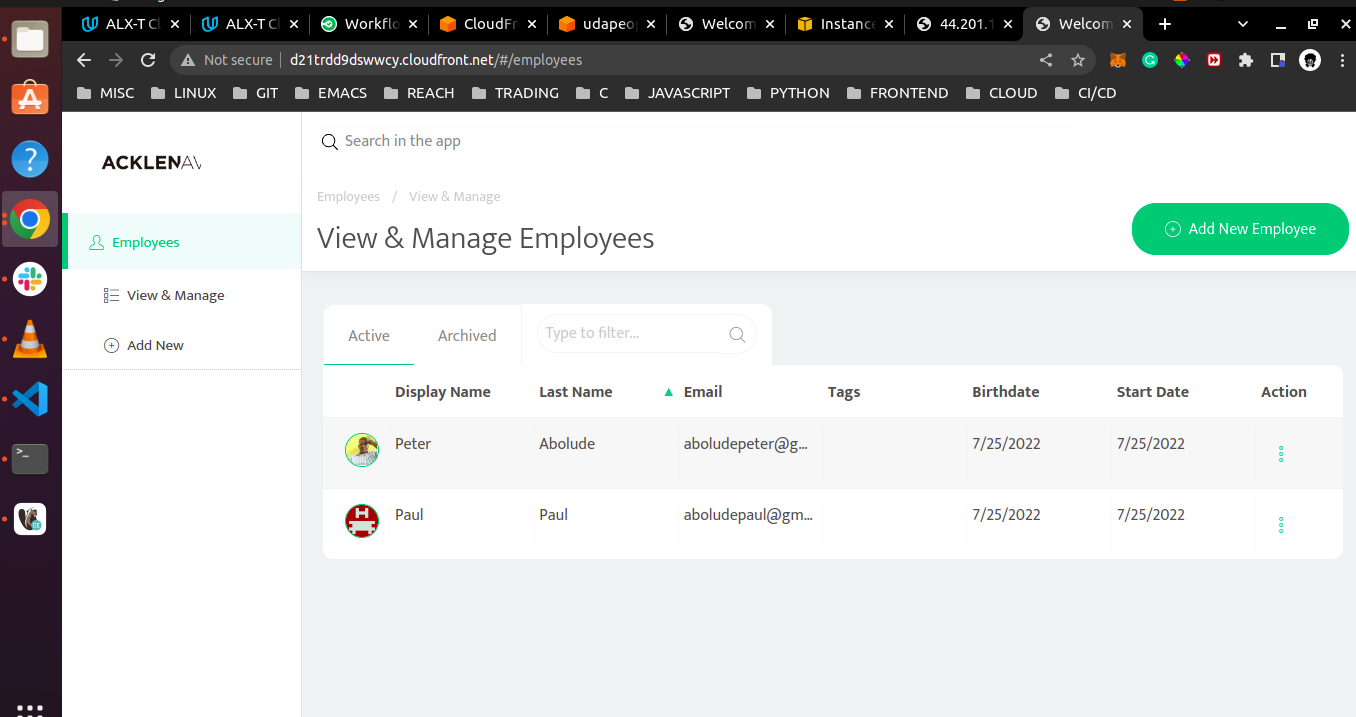 ALX-T Cl ALX-T Cl Workflo CloudFr udapeop Welcom Instance 44.201.1 Welcom
Not secure d21trdd9dswwcy.cloudfront.net/#/employees
MISC LINUX GIT EMACS REACH TRADING C JAVASCRIPT PYTHON FRONTEND CLOUD CI/CD
ACKLENAV
Search in the app
Employees / View & Manage
View & Manage Employees
Add New Employee
Employees
View & Manage
Add New
Active Archived Type to filter...
Display Name Last Name Email Tags Birthdate Start Date Action
Peter Abolude aboludepeter@g... 7/25/2022 7/25/2022
Paul Paul aboludepaul@gm... 7/25/2022 7/25/2022